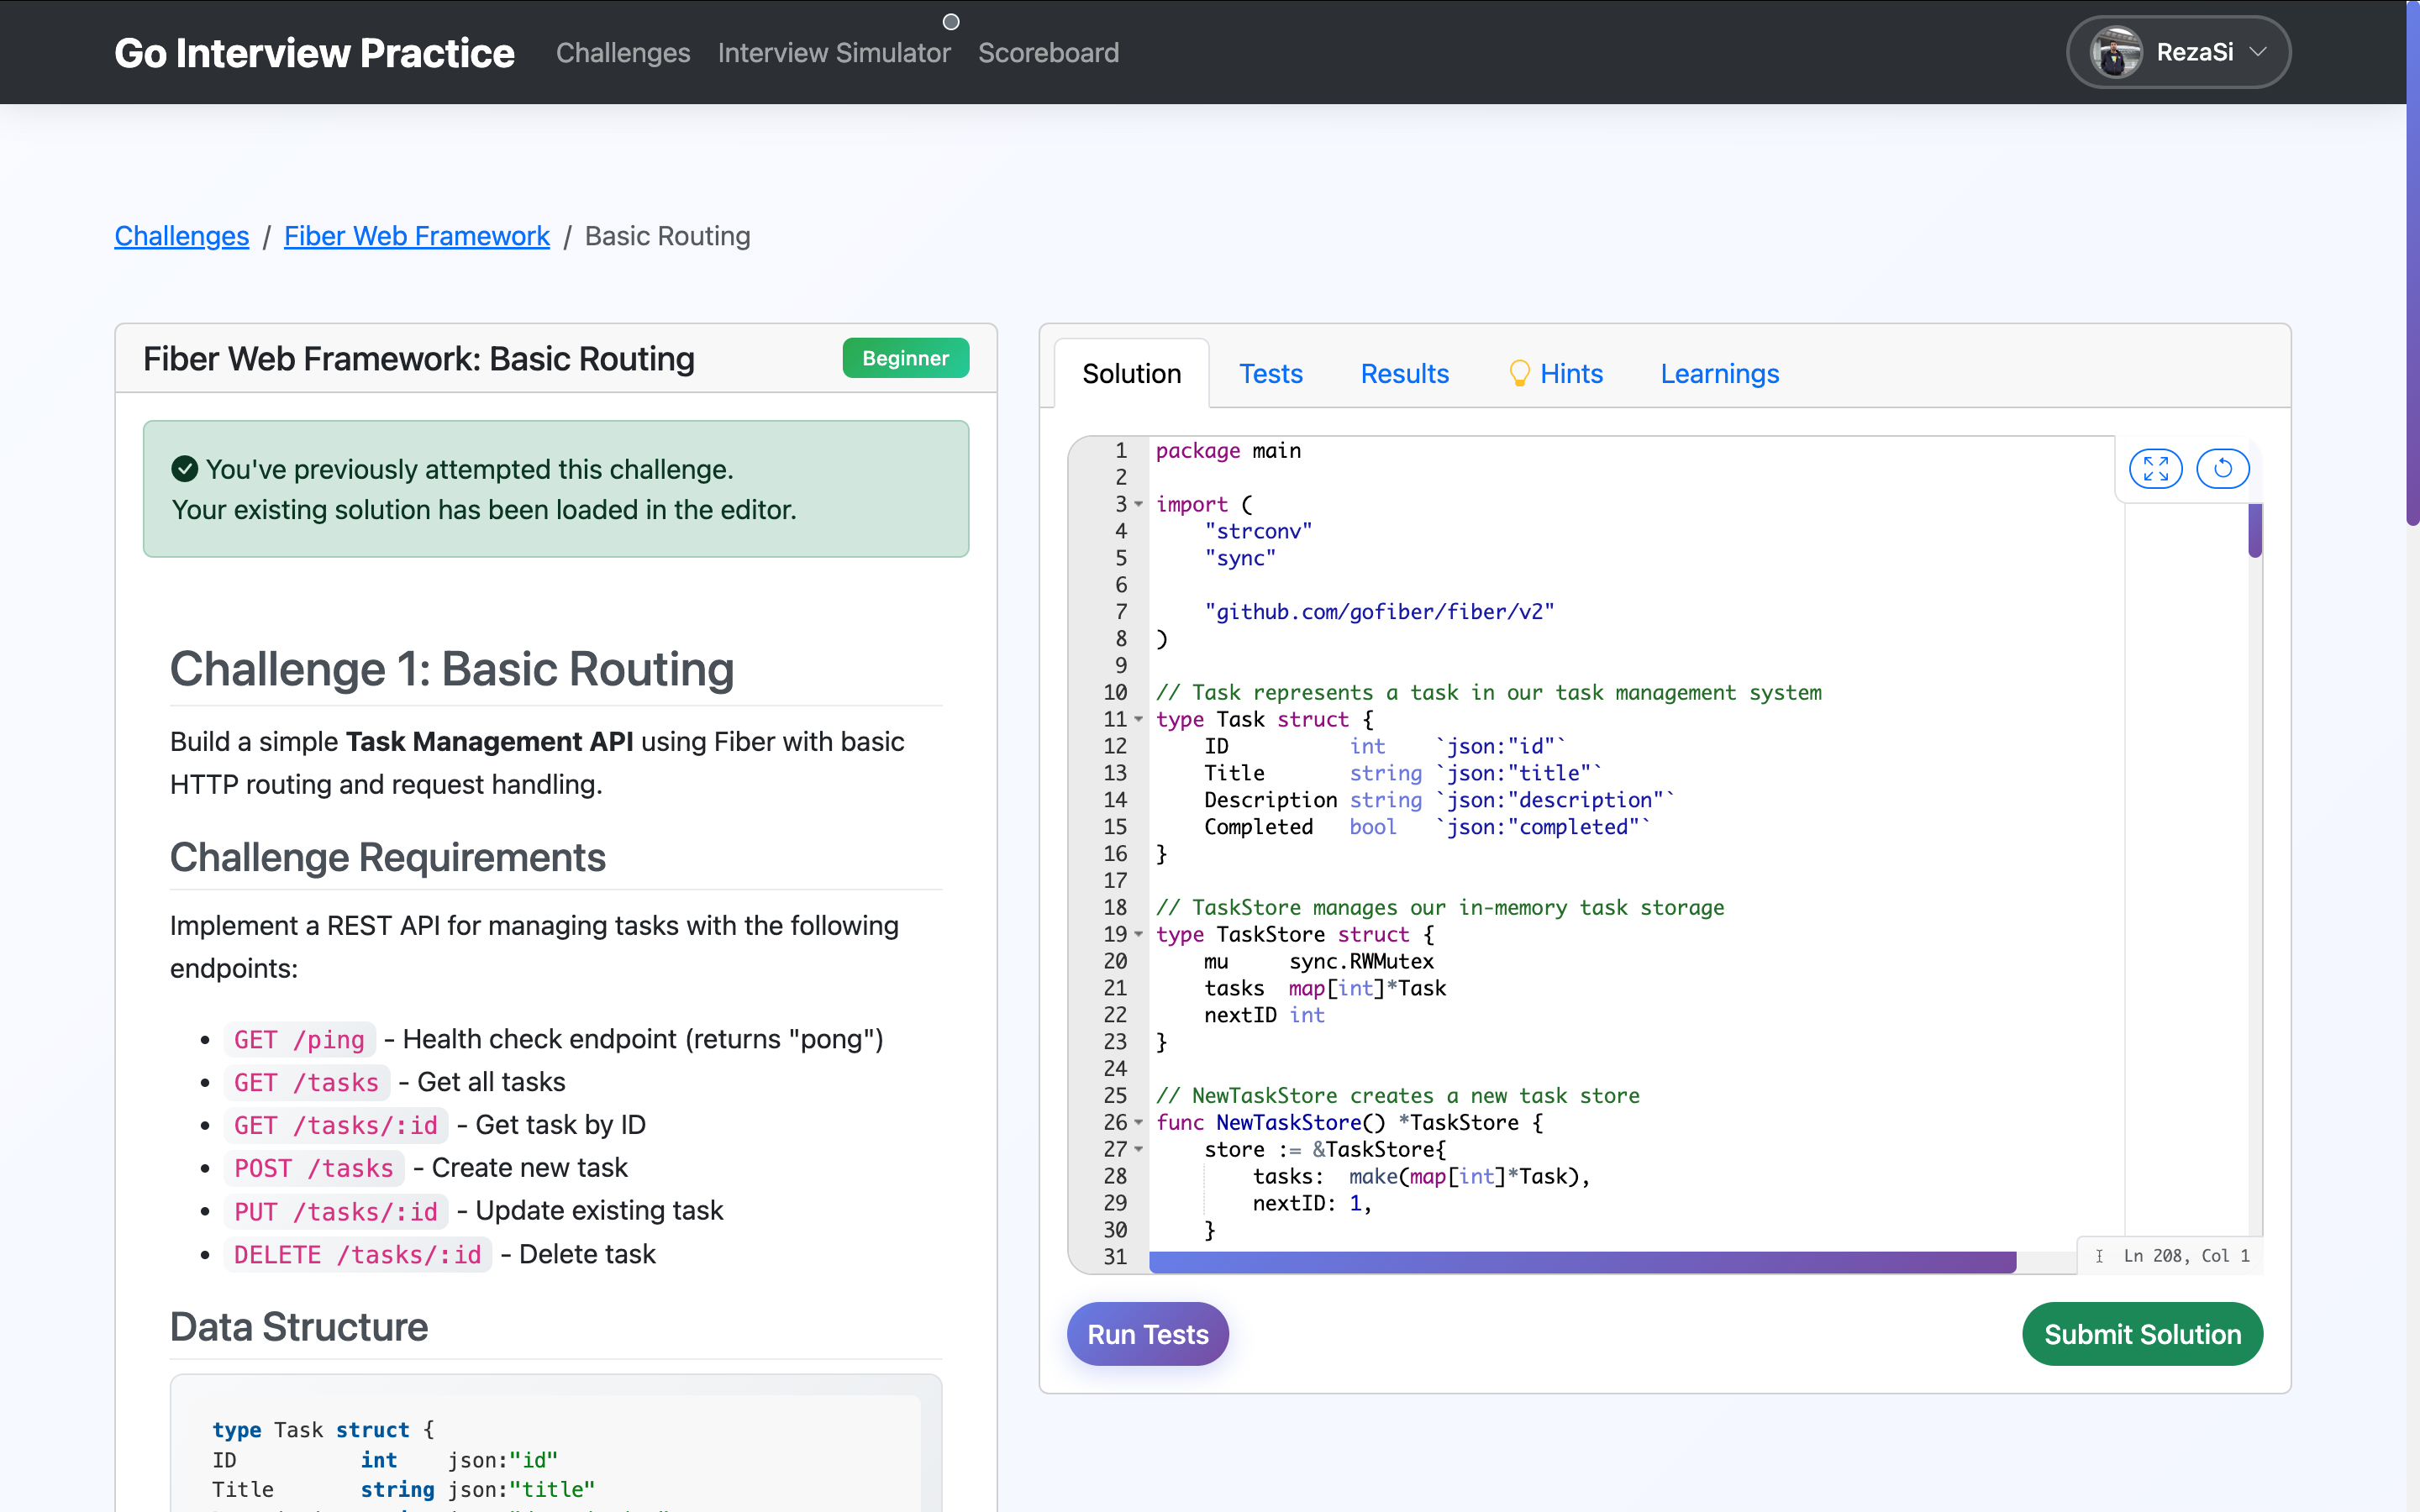 Go Interview Practice
Challenges
Interview Simulator
Scoreboard
RezaSi
Challenges / Fiber Web Framework / Basic Routing
Fiber Web Framework: Basic Routing
Beginner
You've previously attempted this challenge.
Your existing solution has been loaded in the editor.
Challenge 1: Basic Routing
Build a simple Task Management API using Fiber with basic
HTTP routing and request handling.
Challenge Requirements
Implement a REST API for managing tasks with the following
endpoints:
• GET /ping - Health check endpoint (returns "pong")
• GET /tasks - Get all tasks
• GET /tasks/:id - Get task by ID
• POST /tasks - Create new task
• PUT /tasks/:id - Update existing task
• DELETE /tasks/:id - Delete task
Data Structure
type Task struct {
ID          int    json:"id"
Title       string json:"title"
Solution
Tests
Results
Hints
Learnings
1 package main
2
3 import (
4     "strconv"
5     "sync"
6
7     "github.com/gofiber/fiber/v2"
8 )
9
10 // Task represents a task in our task management system
11 type Task struct {
12     ID          int    `json:"id"`
13     Title       string `json:"title"`
14     Description string `json:"description"`
15     Completed   bool   `json:"completed"`
16 }
17
18 // TaskStore manages our in-memory task storage
19 type TaskStore struct {
20     mu     sync.RWMutex
21     tasks  map[int]*Task
22     nextID int
23 }
24
25 // NewTaskStore creates a new task store
26 func NewTaskStore() *TaskStore {
27     store := &TaskStore{
28         tasks:  make(map[int]*Task),
29         nextID: 1,
30     }
31
Ln 208, Col 1
Run Tests
Submit Solution